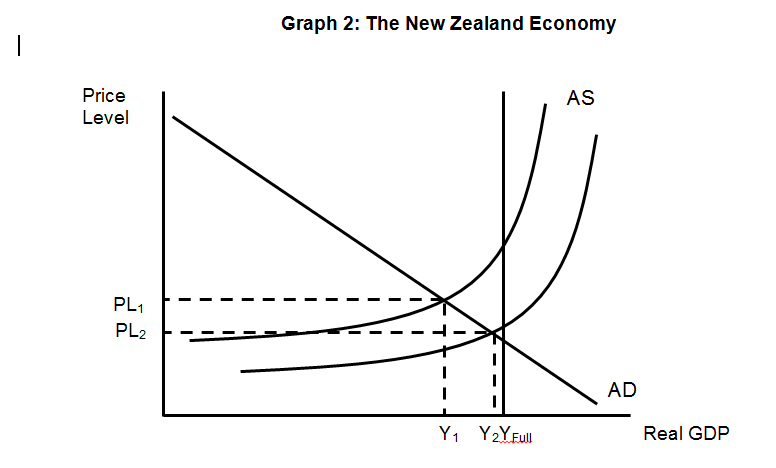 Graph 2: The New Zealand Economy
Price
Level
AS
PL1
PL2
AD
Y1
Y2
YFull
Real GDP